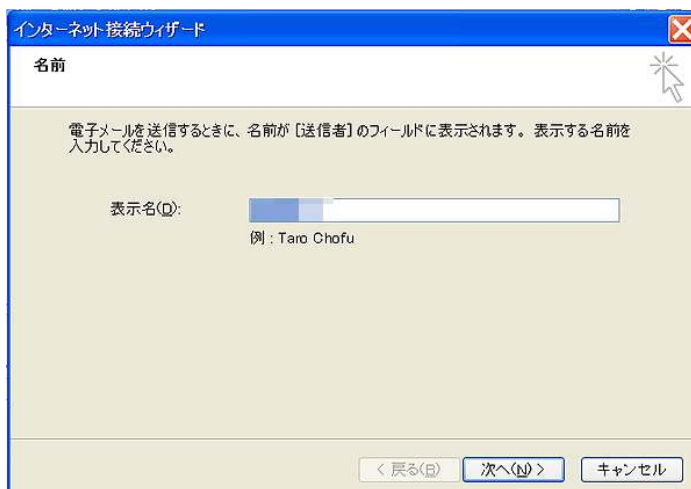 インターネット接続ウィザード
名前
電子メールを送信するときに、名前が [送信者] のフィールドに表示されます。表示する名前を
入力してください。
表示名(D):
例 : Taro Chofu
< 戻る(B) 次へ(N) > キャンセル